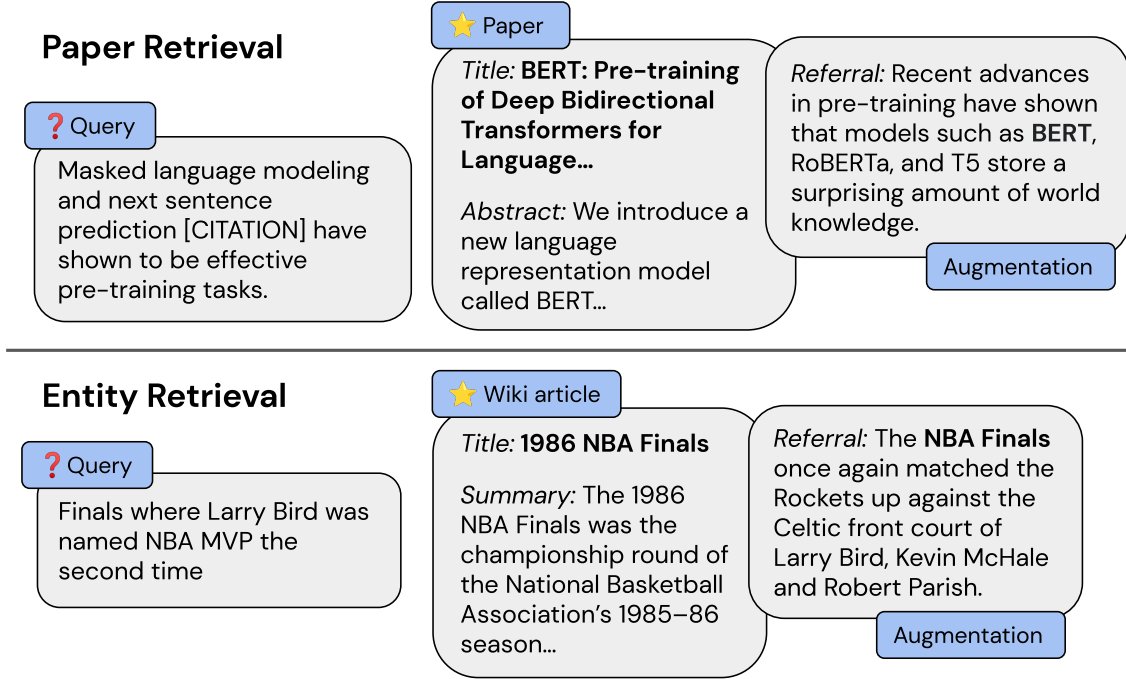 Paper Retrieval
❓Query
Masked language modeling
and next sentence
prediction [CITATION] have
shown to be effective
pre-training tasks.
⭐ Paper
Title: BERT: Pre-training
of Deep Bidirectional
Transformers for
Language...
Abstract: We introduce a
new language
representation model
called BERT...
Referral: Recent advances
in pre-training have shown
that models such as BERT,
RoBERTa, and T5 store a
surprising amount of world
knowledge.
Augmentation
Entity Retrieval
❓Query
Finals where Larry Bird was
named NBA MVP the
second time
⭐ Wiki article
Title: 1986 NBA Finals
Summary: The 1986
NBA Finals was the
championship round of
the National Basketball
Association’s 1985–86
season...
Referral: The NBA Finals
once again matched the
Rockets up against the
Celtic front court of
Larry Bird, Kevin McHale
and Robert Parish.
Augmentation